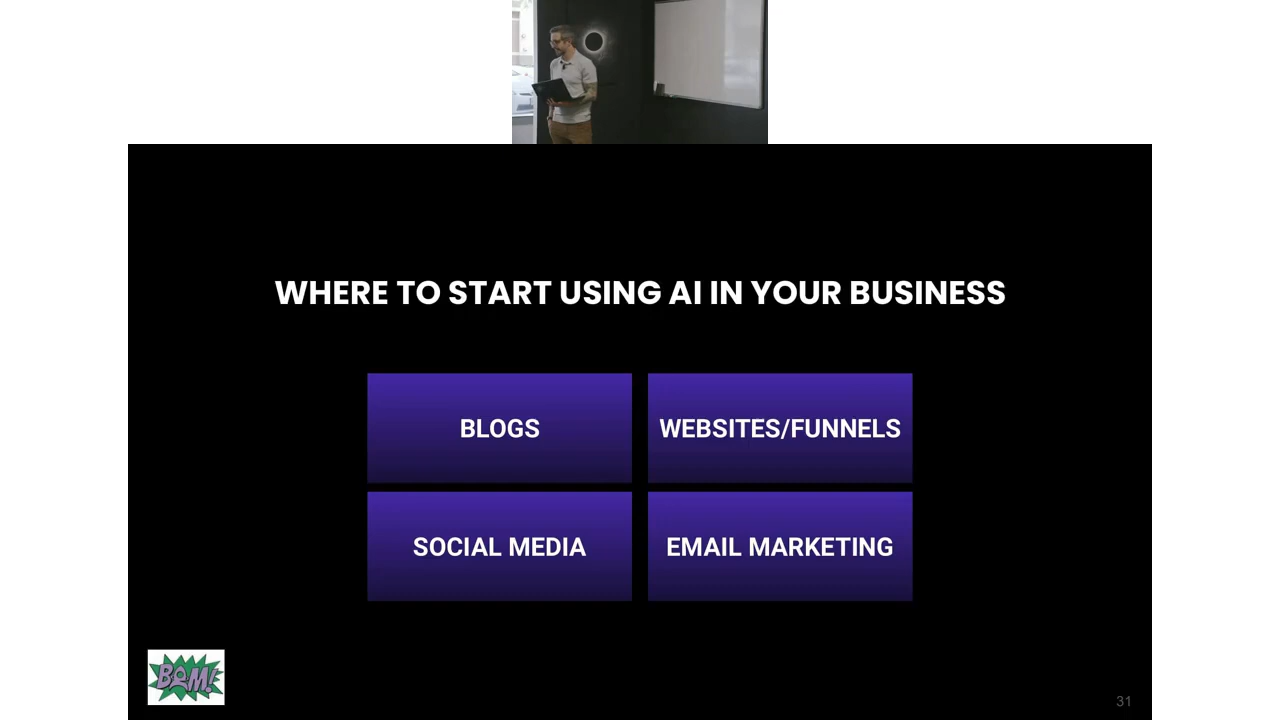 WHERE TO START USING AI IN YOUR BUSINESS
BLOGS
WEBSITES/FUNNELS
SOCIAL MEDIA
EMAIL MARKETING
BAM!
31